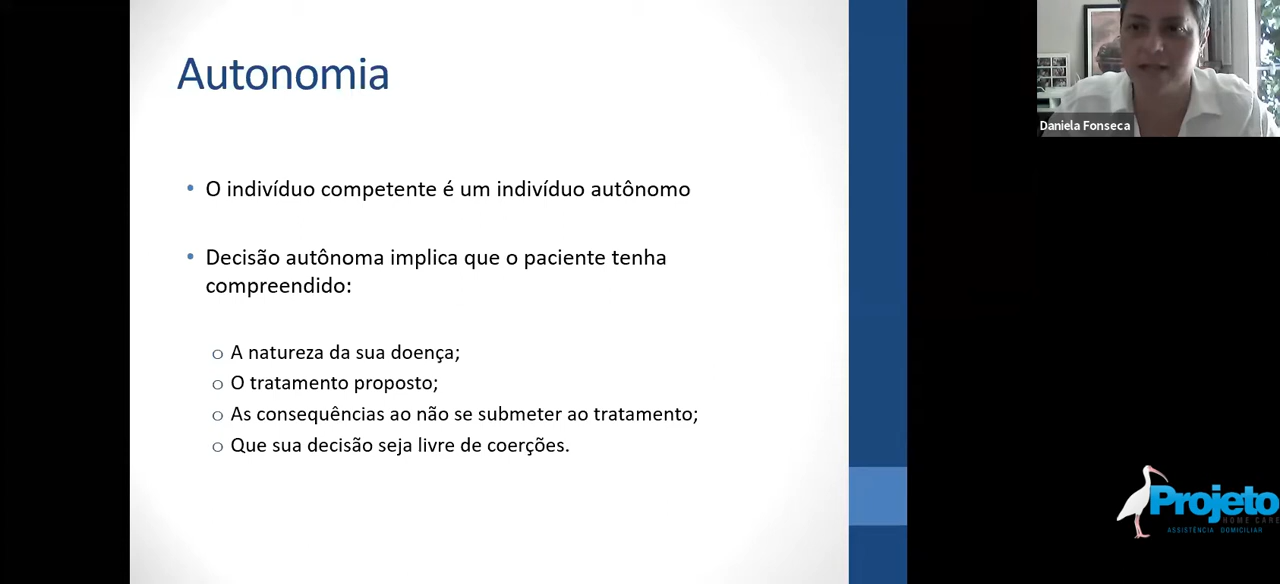 Autonomia
• O indivíduo competente é um indivíduo autônomo
• Decisão autônoma implica que o paciente tenha
compreendido:
o A natureza da sua doença;
o O tratamento proposto;
o As consequências ao não se submeter ao tratamento;
o Que sua decisão seja livre de coerções.
Daniela Fonseca
Projeto
HOME CARE
ASSISTÊNCIA DOMICILIAR